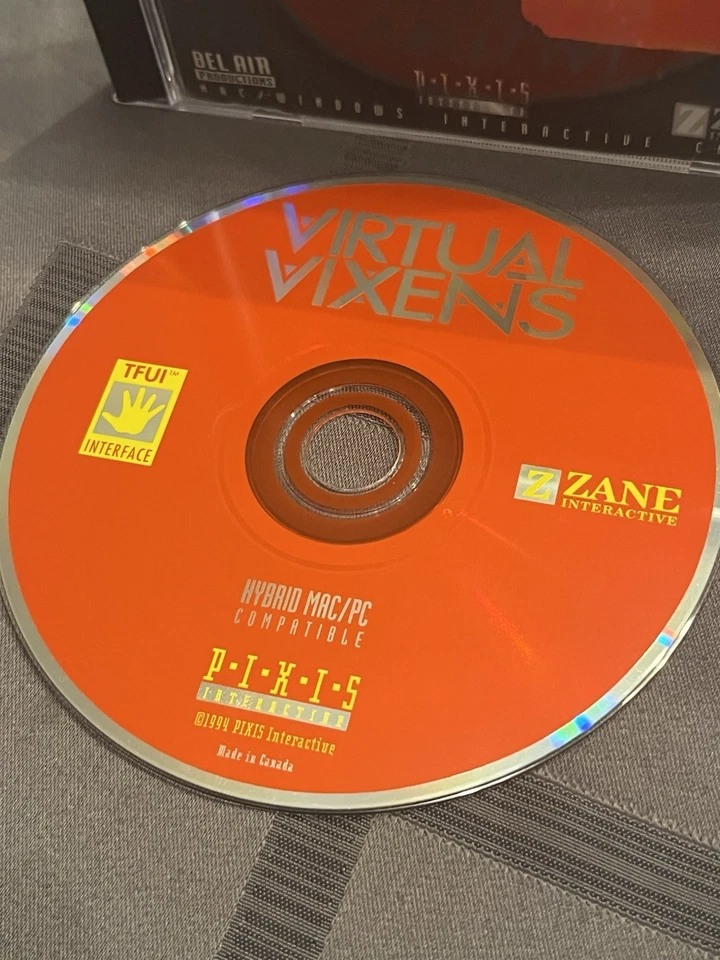 BEL AIR
PRODUCTIONS
P·I·X·I·S
MAC/WINDOWS INTERACTIVE
Z
VIRTUAL
VIXENS
TFUI™
INTERFACE
Z ZANE
INTERACTIVE
HYBRID MAC/PC
COMPATIBLE
P·I·X·I·S
INTERACTIVE
©1994 PIXIS Interactive
Made in Canada